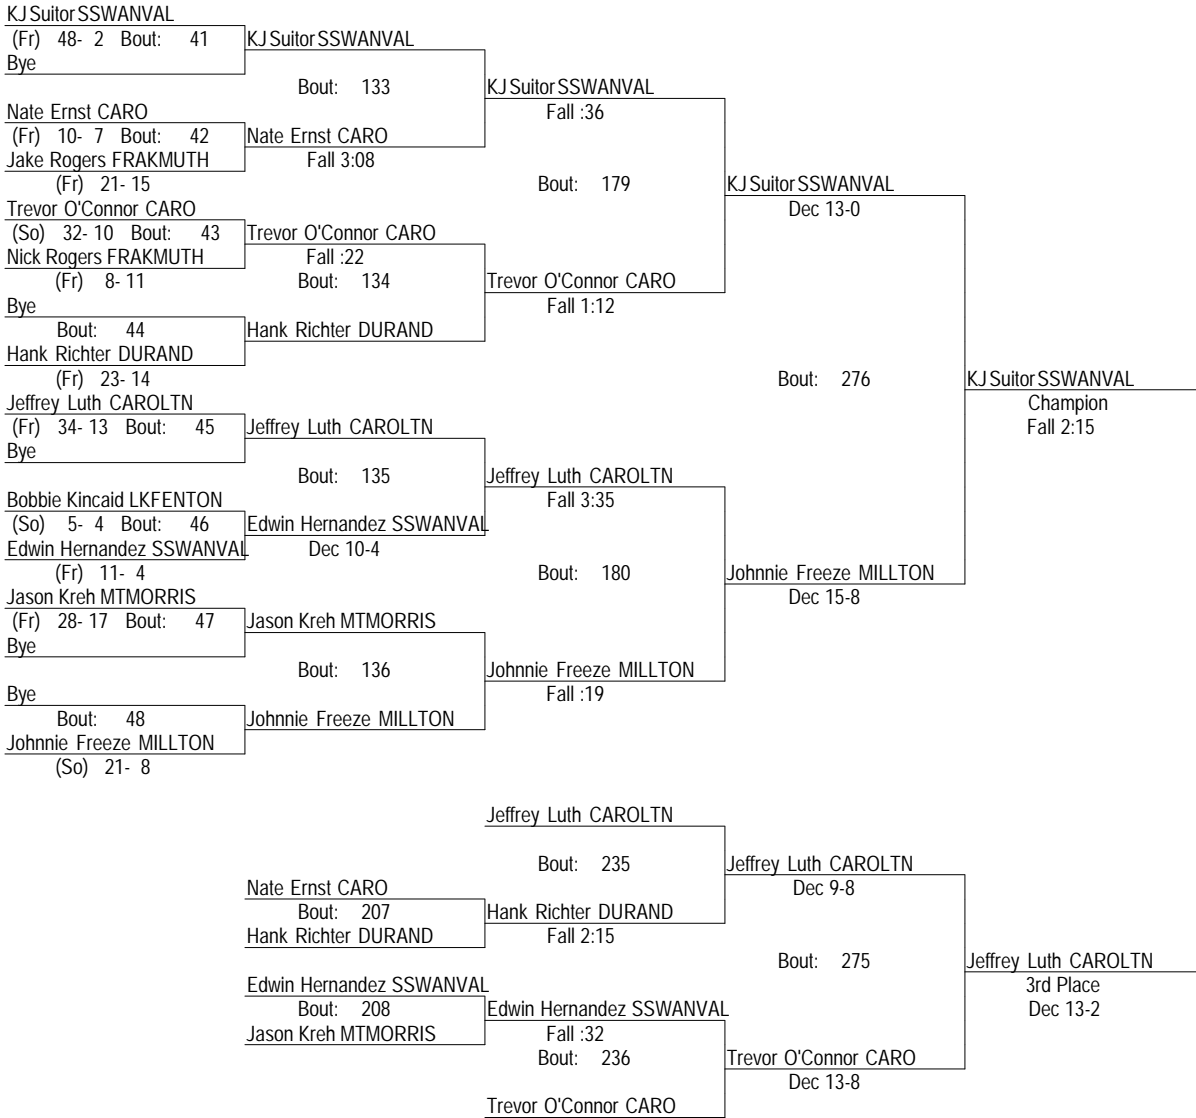 KJ Suitor SSWANVAL
(Fr) 48- 2 Bout: 41 KJ Suitor SSWANVAL
Bye
Bout: 133 KJ Suitor SSWANVAL
Nate Ernst CARO Fall :36
(Fr) 10- 7 Bout: 42 Nate Ernst CARO
Jake Rogers FRAKMUTH Fall 3:08
(Fr) 21- 15 Bout: 179 KJ Suitor SSWANVAL
Trevor O'Connor CARO Dec 13-0
(So) 32- 10 Bout: 43 Trevor O'Connor CARO
Nick Rogers FRAKMUTH Fall :22
(Fr) 8- 11 Bout: 134 Trevor O'Connor CARO
Bye Fall 1:12
Bout: 44 Hank Richter DURAND
Hank Richter DURAND
(Fr) 23- 14 Bout: 276 KJ Suitor SSWANVAL
Jeffrey Luth CAROLTN Champion
(Fr) 34- 13 Bout: 45 Jeffrey Luth CAROLTN Fall 2:15
Bye
Bout: 135 Jeffrey Luth CAROLTN
Bobbie Kincaid LKFENTON Fall 3:35
(So) 5- 4 Bout: 46 Edwin Hernandez SSWANVAL
Edwin Hernandez SSWANVAL Dec 10-4
(Fr) 11- 4 Bout: 180 Johnnie Freeze MILLTON
Jason Kreh MTMORRIS Dec 15-8
(Fr) 28- 17 Bout: 47 Jason Kreh MTMORRIS
Bye
Bout: 136 Johnnie Freeze MILLTON
Bye Fall :19
Bout: 48 Johnnie Freeze MILLTON
Johnnie Freeze MILLTON
(So) 21- 8
Jeffrey Luth CAROLTN
Bout: 235 Jeffrey Luth CAROLTN
Nate Ernst CARO Dec 9-8
Bout: 207 Hank Richter DURAND
Hank Richter DURAND Fall 2:15
Bout: 275 Jeffrey Luth CAROLTN
Edwin Hernandez SSWANVAL 3rd Place
Bout: 208 Edwin Hernandez SSWANVAL Dec 13-2
Jason Kreh MTMORRIS Fall :32
Bout: 236 Trevor O'Connor CARO
Dec 13-8
Trevor O'Connor CARO